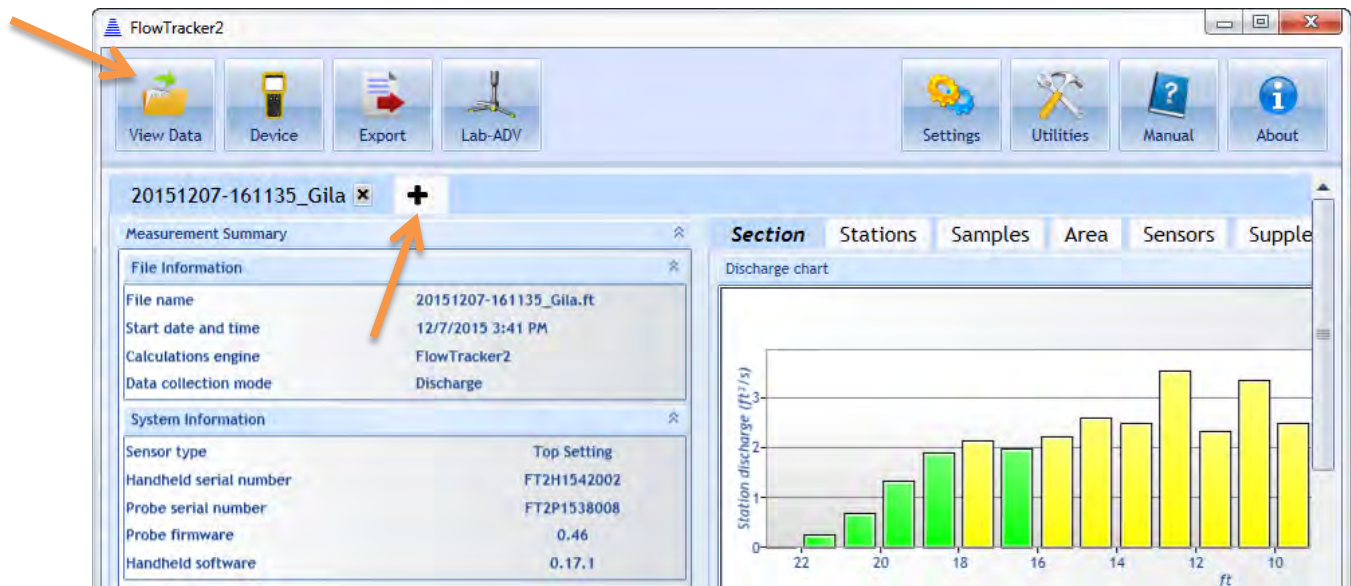 FlowTracker2
View Data Device Export Lab-ADV Settings Utilities Manual About
20151207-161135_Gila
Measurement Summary
File Information
File name 20151207-161135_Gila.ft
Start date and time 12/7/2015 3:41 PM
Calculations engine FlowTracker2
Data collection mode Discharge
System Information
Sensor type Top Setting
Handheld serial number FT2H1542002
Probe serial number FT2P1538008
Probe firmware 0.46
Handheld software 0.17.1
Section Stations Samples Area Sensors Supple
Discharge chart
Station discharge (ft³/s)
3
2
1
0
22 20 18 16 14 12 10
ft